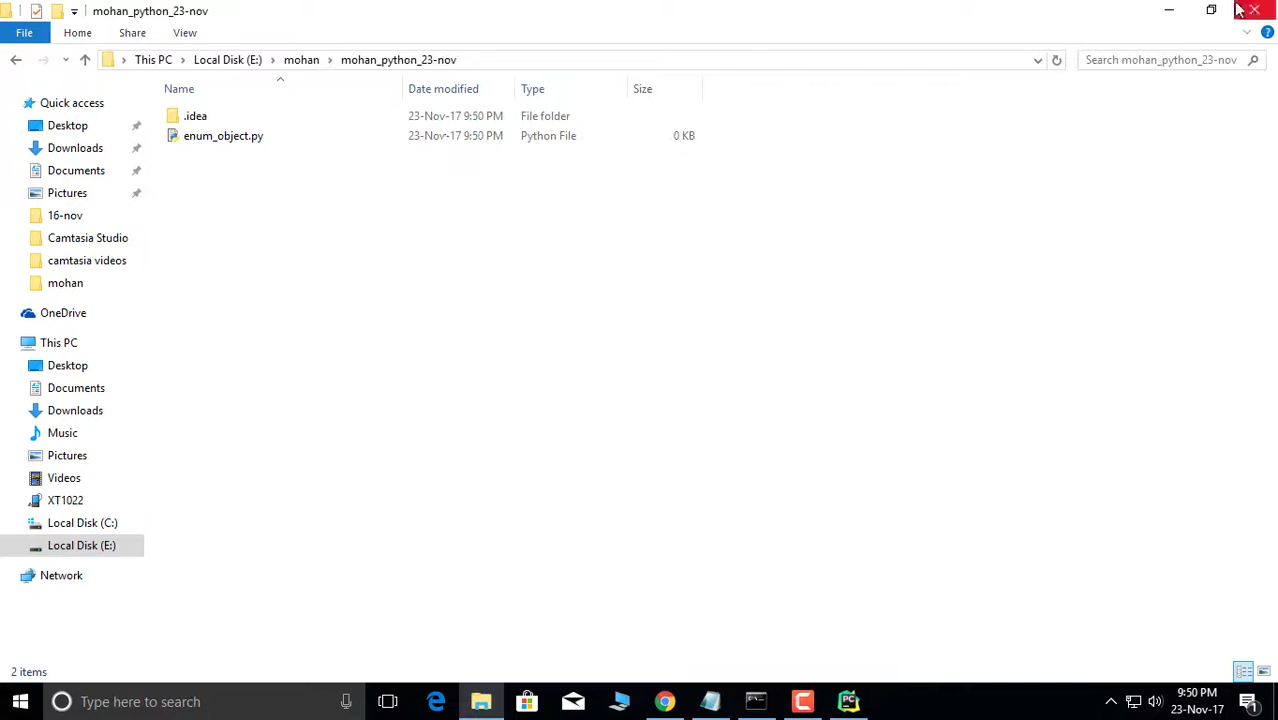 mohan_python_23-nov
File Home Share View
This PC Local Disk (E:) mohan mohan_python_23-nov Search mohan_python_23-nov
Name Date modified Type Size
Quick access
.idea 23-Nov-17 9:50 PM File folder
Desktop
enum_object.py 23-Nov-17 9:50 PM Python File 0 KB
Downloads
Documents
Pictures
16-nov
Camtasia Studio
camtasia videos
mohan
OneDrive
This PC
Desktop
Documents
Downloads
Music
Pictures
Videos
XT1022
Local Disk (C:)
Local Disk (E:)
Network
2 items
Type here to search
9:50 PM
23-Nov-17
1